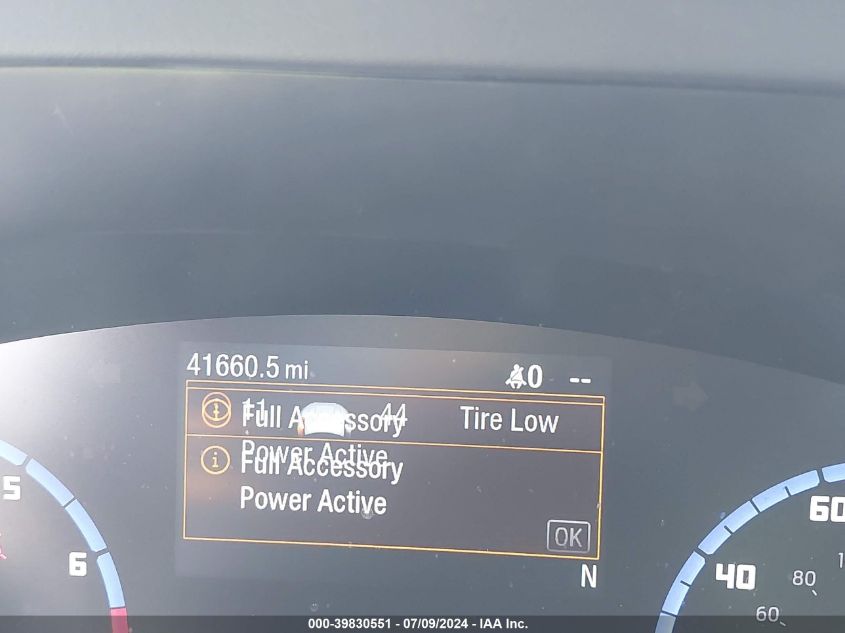 41660.5 mi
0 --
11 44 Tire Low
Full Accessory
Power Active
Full Accessory
Power Active
OK
N
5
6
40
60
80
60
000-39830551 - 07/09/2024 - IAA Inc.